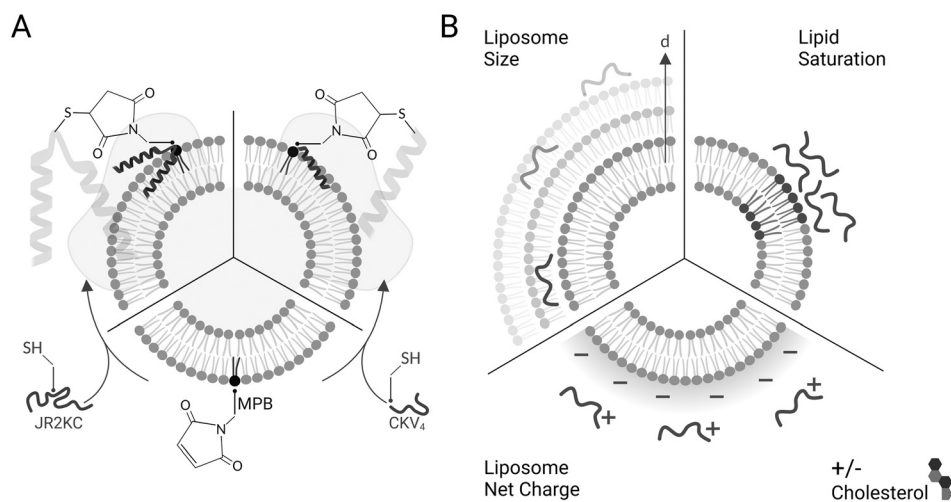 A
S
O
N
O
O
N
O
S
SH
JR2KC
MPB
O
N
O
SH
CKV₄
B
Liposome
Size
d
Lipid
Saturation
Liposome
Net Charge
− − − − − −
+ + +
+/-
Cholesterol